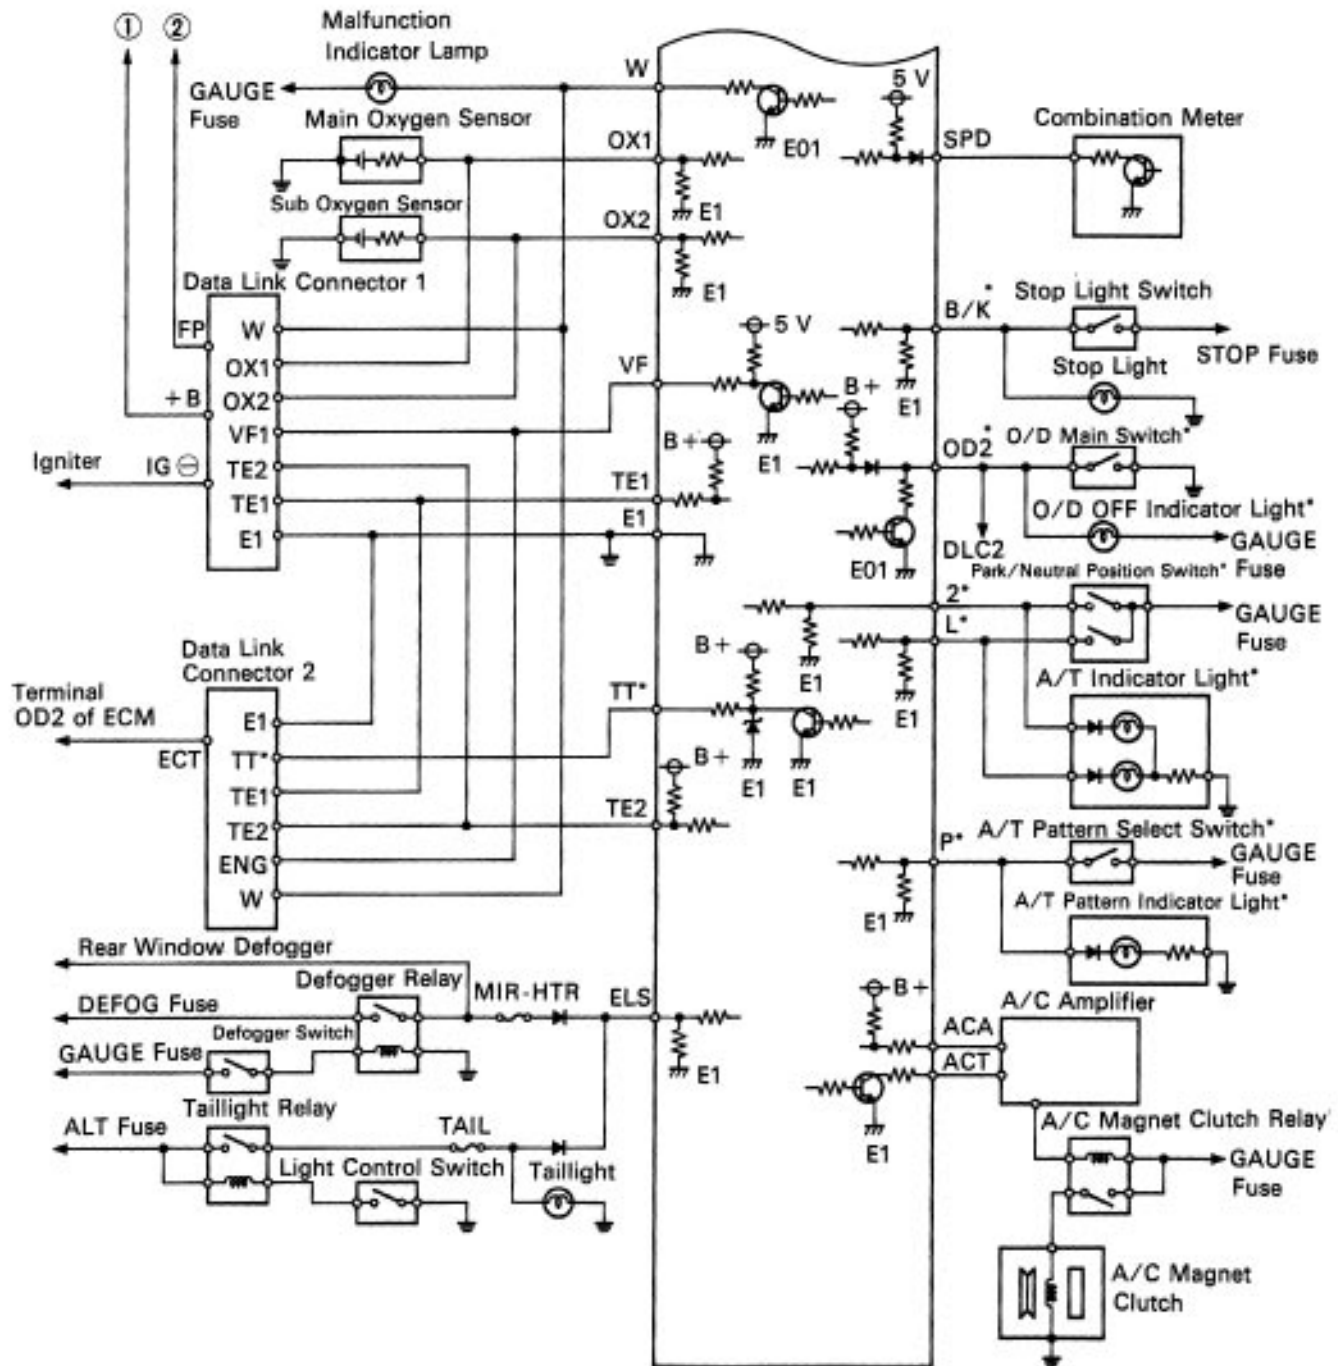 ① ②
Malfunction
Indicator Lamp
GAUGE
Fuse
W
E01
5 V
SPD
Combination Meter
Main Oxygen Sensor
OX1
E1
Sub Oxygen Sensor
OX2
E1
Data Link Connector 1
FP
+B
Igniter
IG ⊖
W
OX1
OX2
VF1
TE2
TE1
E1
VF
5 V
E1
B+
TE1
E1
B/K*
E1
Stop Light Switch
STOP Fuse
Stop Light
B+
OD2*
O/D Main Switch*
O/D OFF Indicator Light*
GAUGE
Fuse
E01
DLC2
Park/Neutral Position Switch*
2*
E1
L*
E1
GAUGE
Fuse
A/T Indicator Light*
Data Link
Connector 2
Terminal
OD2 of ECM
ECT
E1
TT*
TE1
TE2
ENG
W
TT*
B+
E1
E1
TE2
B+
A/T Pattern Select Switch*
P*
E1
GAUGE
Fuse
A/T Pattern Indicator Light*
Rear Window Defogger
Defogger Relay
DEFOG Fuse
MIR-HTR
ELS
E1
Defogger Switch
GAUGE Fuse
Taillight Relay
ALT Fuse
TAIL
Light Control Switch
Taillight
B+
A/C Amplifier
ACA
ACT
E1
A/C Magnet Clutch Relay
GAUGE
Fuse
A/C Magnet
Clutch